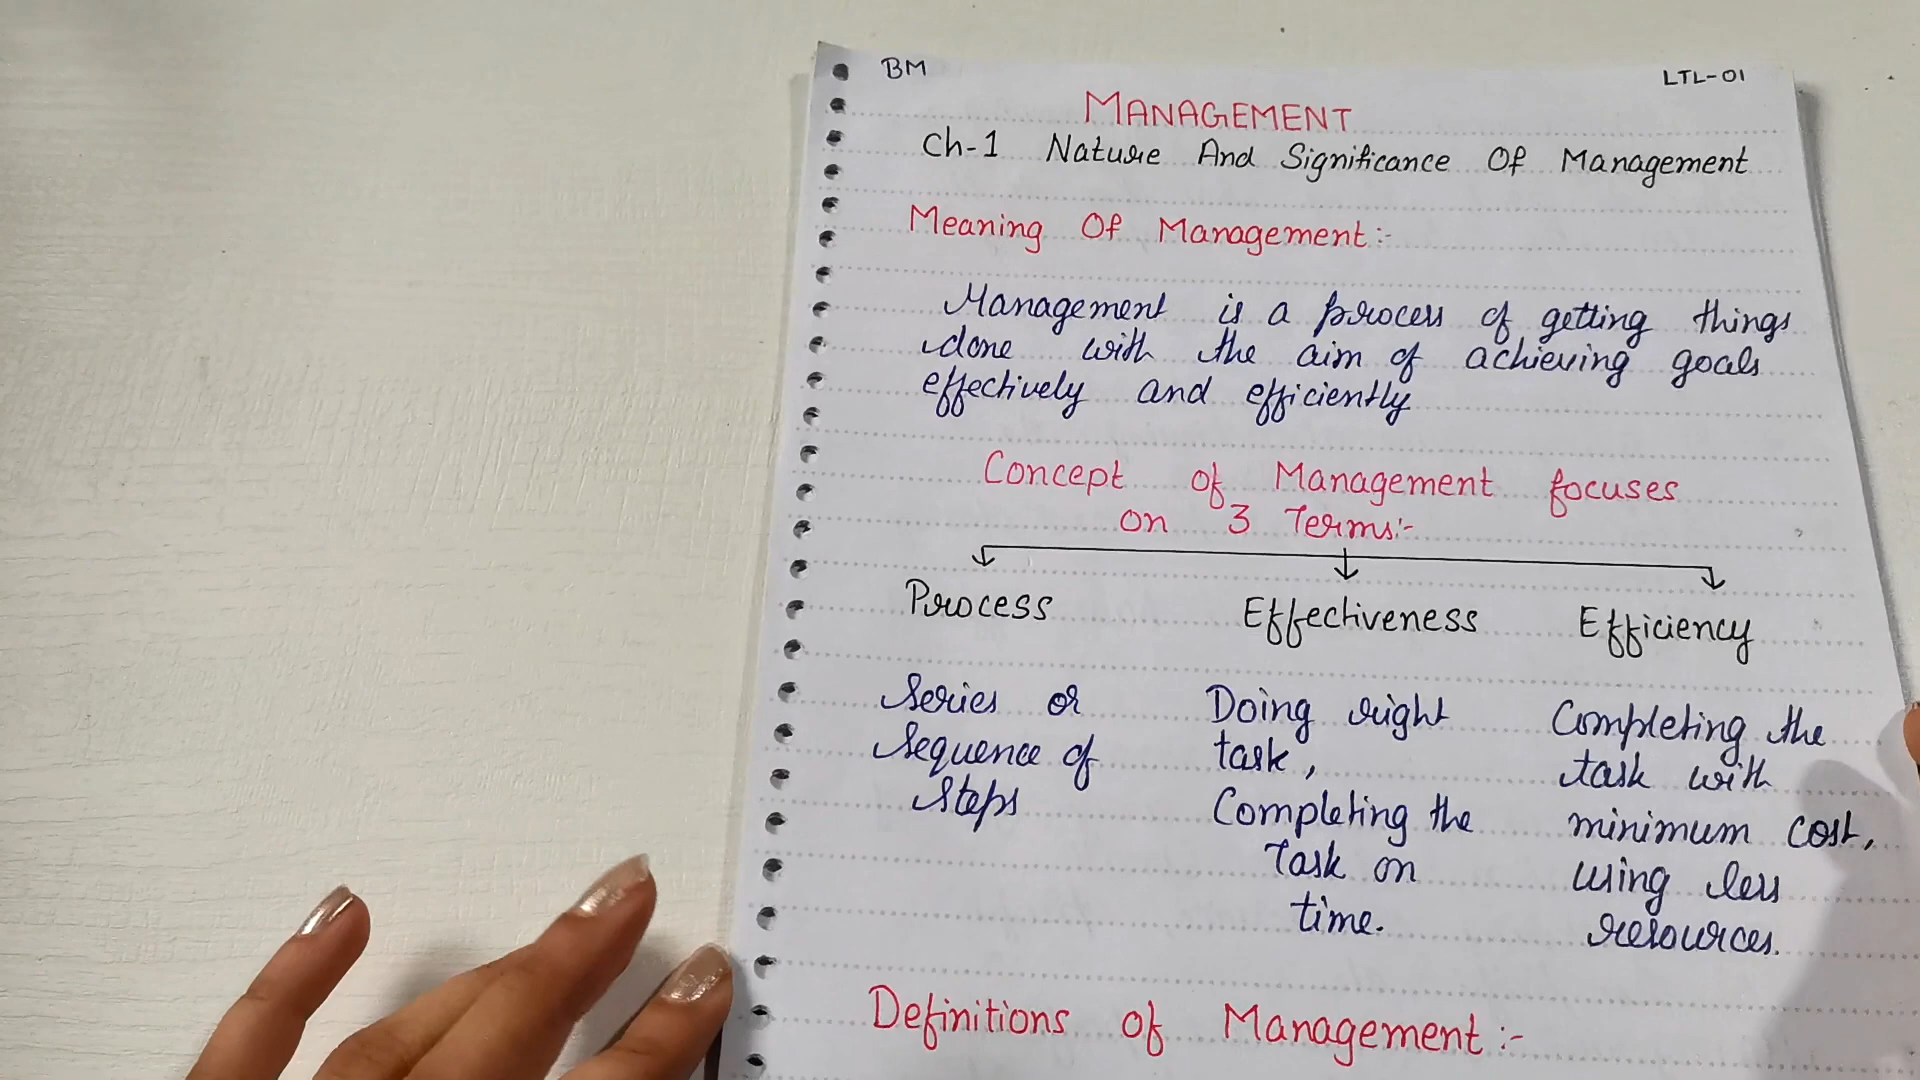 BM
LTL-01
MANAGEMENT
Ch-1 Nature And Significance Of Management
Meaning Of Management:-
Management is a process of getting things
done with the aim of achieving goals
effectively and efficiently
Concept of Management focuses
on 3 Terms:-
Process Effectiveness Efficiency
Series or
Sequence of
Steps
Doing right
task,
Completing the
Task on
time.
Completing the
task with
minimum cost,
using less
resources.
Definitions of Management:-